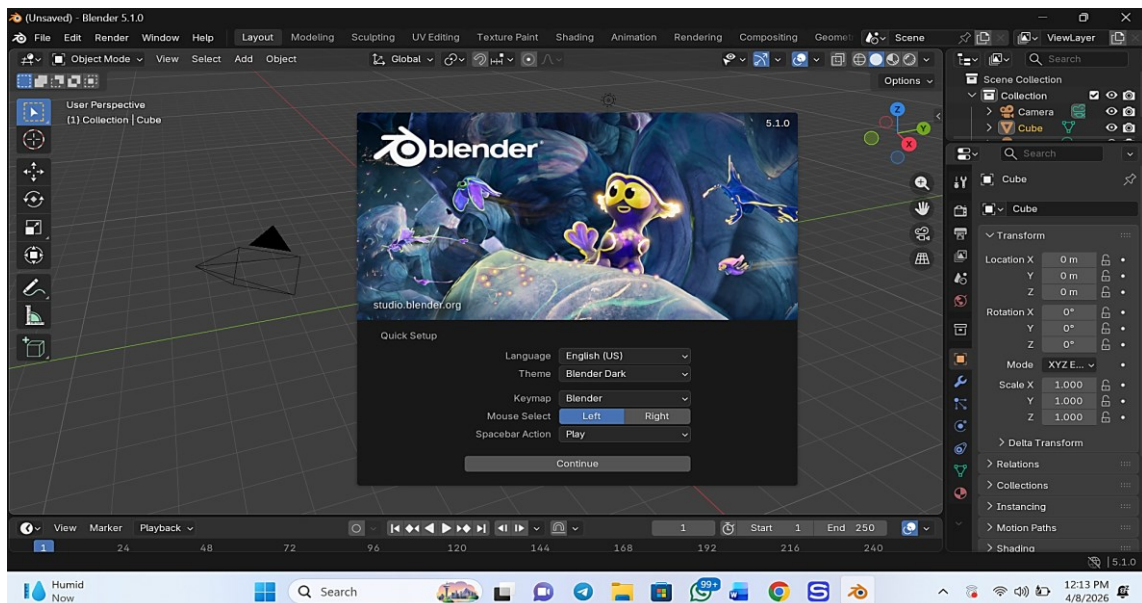 (Unsaved) - Blender 5.1.0
File Edit Render Window Help Layout Modeling Sculpting UV Editing Texture Paint Shading Animation Rendering Compositing Geomet Scene ViewLayer
Object Mode View Select Add Object Global Search
Options
User Perspective
(1) Collection | Cube
Z
Y
X
Scene Collection
Collection
Camera
Cube
Search
Cube
Cube
Transform
Location X 0 m
Y 0 m
Z 0 m
Rotation X 0°
Y 0°
Z 0°
Mode XYZ E...
Scale X 1.000
Y 1.000
Z 1.000
Delta Transform
Relations
Collections
Instancing
Motion Paths
Shading
blender
5.1.0
studio.blender.org
Quick Setup
Language English (US)
Theme Blender Dark
Keymap Blender
Mouse Select Left Right
Spacebar Action Play
Continue
View Marker Playback 1 Start 1 End 250
1 24 48 72 96 120 144 168 192 216 240
5.1.0
Humid
Now
Search
99+
12:13 PM
4/8/2026